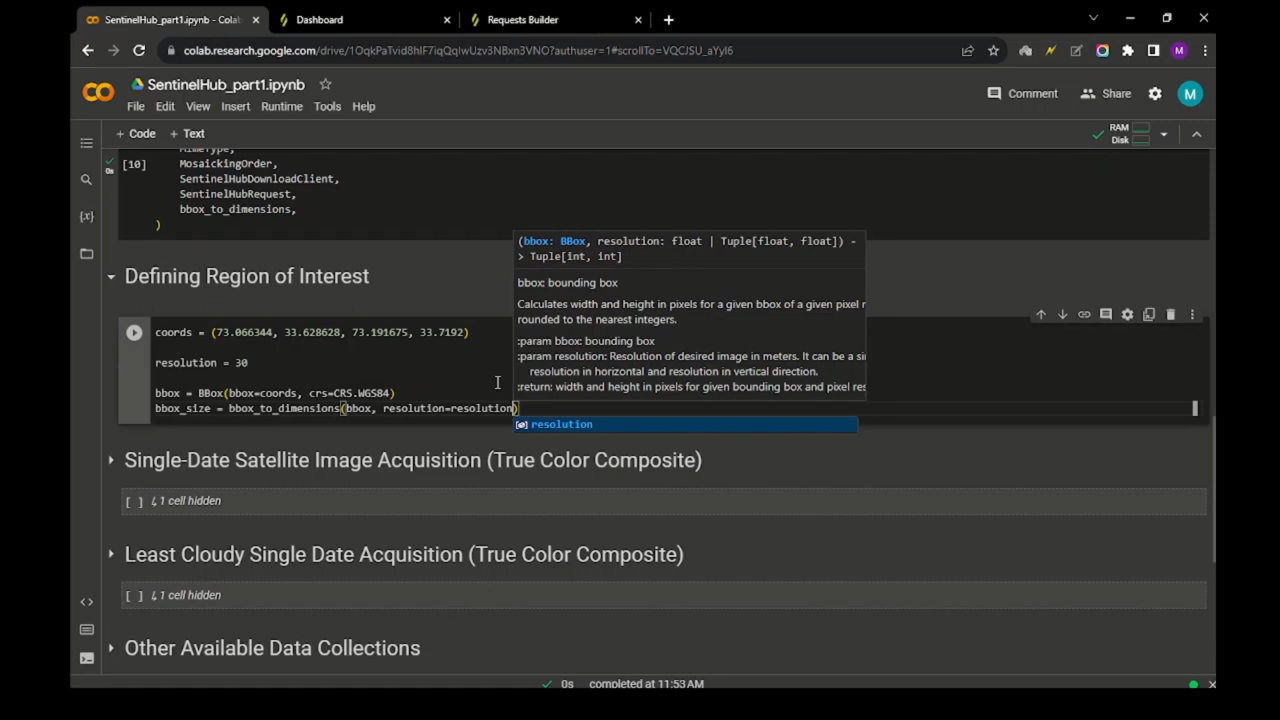 SentinelHub_part1.ipynb - Colab
Dashboard
Requests Builder
colab.research.google.com/drive/1OqkPaTvid8hIF7iqQqIwUzv3NBxn3VNO?authuser=1#scrollTo=VQCJSU_aYyl6
M
SentinelHub_part1.ipynb
File Edit View Insert Runtime Tools Help
Comment
Share
M
+ Code + Text
RAM
Disk
MimeType,
[10] MosaickingOrder,
0s
SentinelHubDownloadClient,
SentinelHubRequest,
bbox_to_dimensions,
)
Defining Region of Interest
(bbox: BBox, resolution: float | Tuple[float, float]) -
> Tuple[int, int]
bbox: bounding box
Calculates width and height in pixels for a given bbox of a given pixel r
rounded to the nearest integers.
:param bbox: bounding box
:param resolution: Resolution of desired image in meters. It can be a si
resolution in horizontal and resolution in vertical direction.
:return: width and height in pixels for given bounding box and pixel res
coords = (73.066344, 33.628628, 73.191675, 33.7192)
resolution = 30
bbox = BBox(bbox=coords, crs=CRS.WGS84)
bbox_size = bbox_to_dimensions(bbox, resolution=resolution)
resolution
Single-Date Satellite Image Acquisition (True Color Composite)
[ ] ↳ 1 cell hidden
Least Cloudy Single Date Acquisition (True Color Composite)
[ ] ↳ 1 cell hidden
Other Available Data Collections
0s completed at 11:53 AM